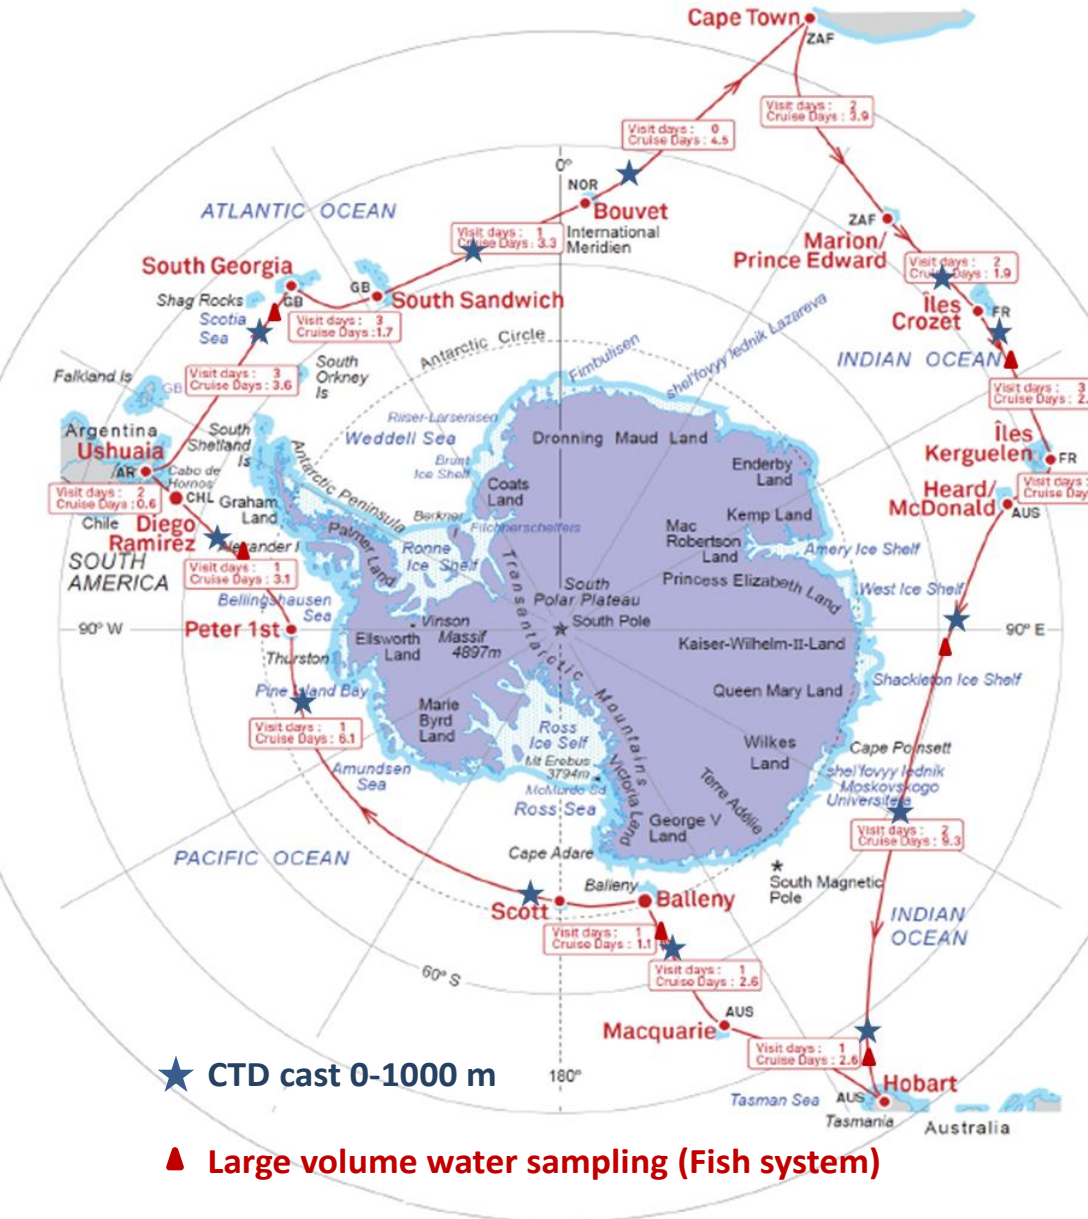 Cape Town
ZAF
Visit days : 2
Cruise Days : 3.9
Visit days : 0
Cruise Days : 4.5
0°
NOR
Bouvet
International
Meridien
ZAF
Marion/
Prince Edward
ATLANTIC OCEAN
Visit days : 1
Cruise Days : 3.3
Visit days : 2
Cruise Days : 1.9
South Georgia
GB
GB
South Sandwich
Shag Rocks
Scotia
Sea
Visit days : 3
Cruise Days : 1.7
Îles
Crozet
FR
INDIAN OCEAN
Antarctic Circle
Fimbulisen
shel'fovyy lednik Lazareva
Falkland Is
GB
Visit days : 3
Cruise Days : 3.6
South
Orkney
Is
Visit days : 3
Cruise Days : 2.
Riiser-Larsenisen
Weddell Sea
Brunt
Ice Shelf
Argentina
Ushuaia
AR
Cabo de
Hornos
South
Shetland
Is
Antarctic Peninsula
Dronning Maud Land
Îles
Kerguelen
FR
Enderby
Land
Coats
Land
Visit days
Cruise Day
Heard/
McDonald
AUS
Visit days : 2
Cruise Days : 0.6
CHL
Graham
Land
Berkner
Filchnerschelfeis
Kemp Land
Chile
Diego
Ramirez
Alexander I
Palmer Land
Ronne
Ice Shelf
Mac
Robertson
Land
Amery Ice Shelf
SOUTH
AMERICA
Visit days : 1
Cruise Days : 3.1
Transantarctic Mountains
South
Polar Plateau
Princess Elizabeth Land
West Ice Shelf
Bellingshausen
Sea
90° W
Peter 1st
Vinson
Massif
4897m
South Pole
90° E
Ellsworth
Land
Kaiser-Wilhelm-II-Land
Thurston
Shackleton Ice Shelf
Pine Island Bay
Queen Mary Land
Marie
Byrd
Land
Visit days : 1
Cruise Days : 6.1
Ross
Ice Self
Wilkes
Land
Cape Poinsett
Mt Erebus
3794m
Amundsen
Sea
McMurdo Sd
Victoria Land
Terre Adélie
shel'fovyy lednik
Moskovskogo
Universiteta
Ross Sea
George V
Land
Visit days : 2
Cruise Days : 9.3
PACIFIC OCEAN
Cape Adare
South Magnetic
Pole
Balleny
Balleny
Scott
INDIAN
OCEAN
Visit days : 1
Cruise Days : 1.1
60° S
Visit days : 1
Cruise Days : 2.6
Macquarie
AUS
Visit days : 1
Cruise Days : 2.6
CTD cast 0-1000 m
180°
Hobart
AUS
Tasman Sea
Tasmania
Australia
Large volume water sampling (Fish system)